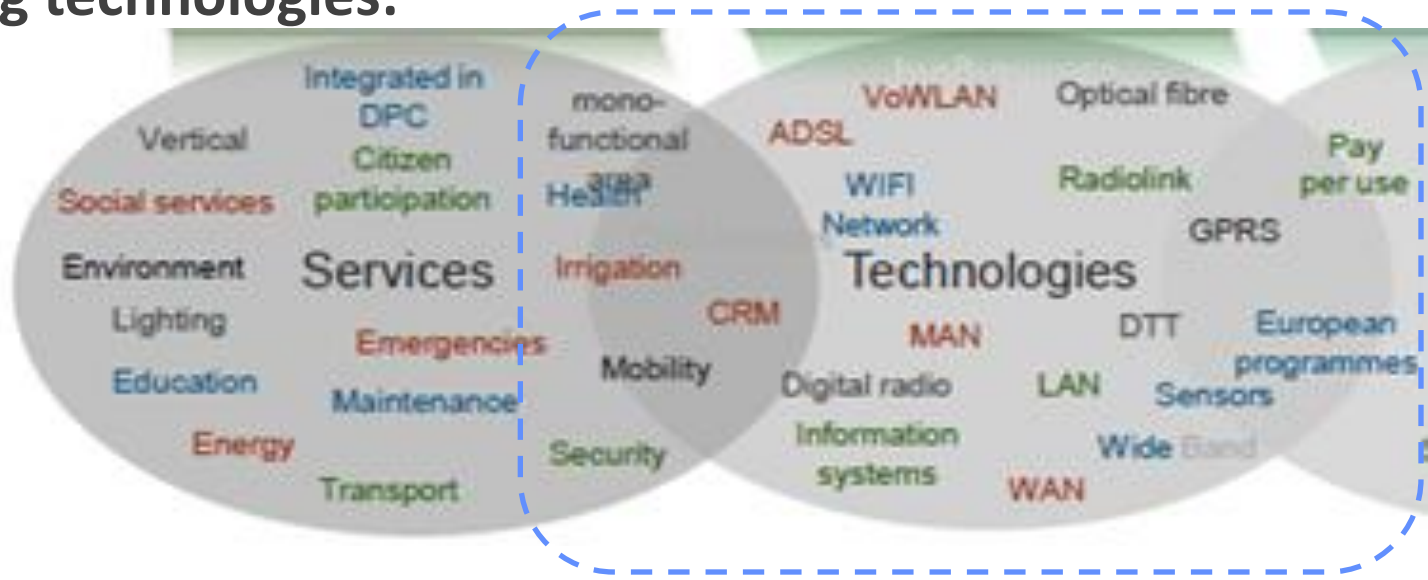 g technologies.
Integrated in
DPC
Vertical
Citizen
participation
Social services
Environment
Services
Lighting
Emergencies
Education
Maintenance
Energy
Transport
mono-
functional
area
Health
Irrigation
CRM
Mobility
Security
VoWLAN
Optical fibre
ADSL
WIFI
Network
Radiolink
Pay
per use
GPRS
Technologies
MAN
DTT
European
programmes
Digital radio
LAN
Sensors
Information
systems
Wide Band
WAN